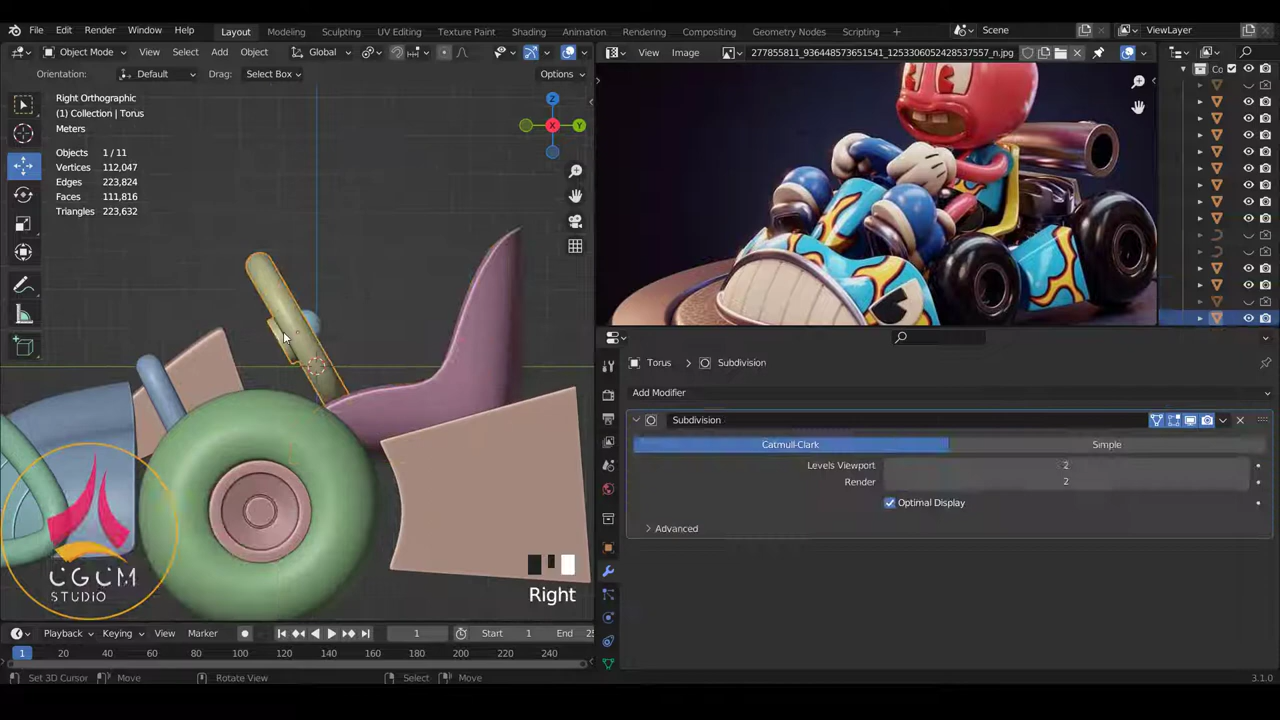 File Edit Render Window Help Layout Modeling Sculpting UV Editing Texture Paint Shading Animation Rendering Compositing Geometry Nodes Scripting + Scene ViewLayer
Object Mode View Select Add Object Global View Image 277855811_936448573651541_1253306052428537557_n.jpg
Orientation: Default Drag: Select Box Options
Co
Right Orthographic
(1) Collection | Torus
Meters
Objects 1 / 11
Vertices 112,047
Edges 223,824
Faces 111,816
Triangles 223,632
Z
X
Y
Torus Subdivision
Add Modifier
Subdivision
Catmull-Clark Simple
Levels Viewport 2
Render 2
Optimal Display
Advanced
CGCM
STUDIO
Right
Playback Keying View Marker 1 Start 1 End 25
1 20 40 60 80 100 120 140 160 180 200 220 240
Set 3D Cursor Move Rotate View Select Move 3.1.0